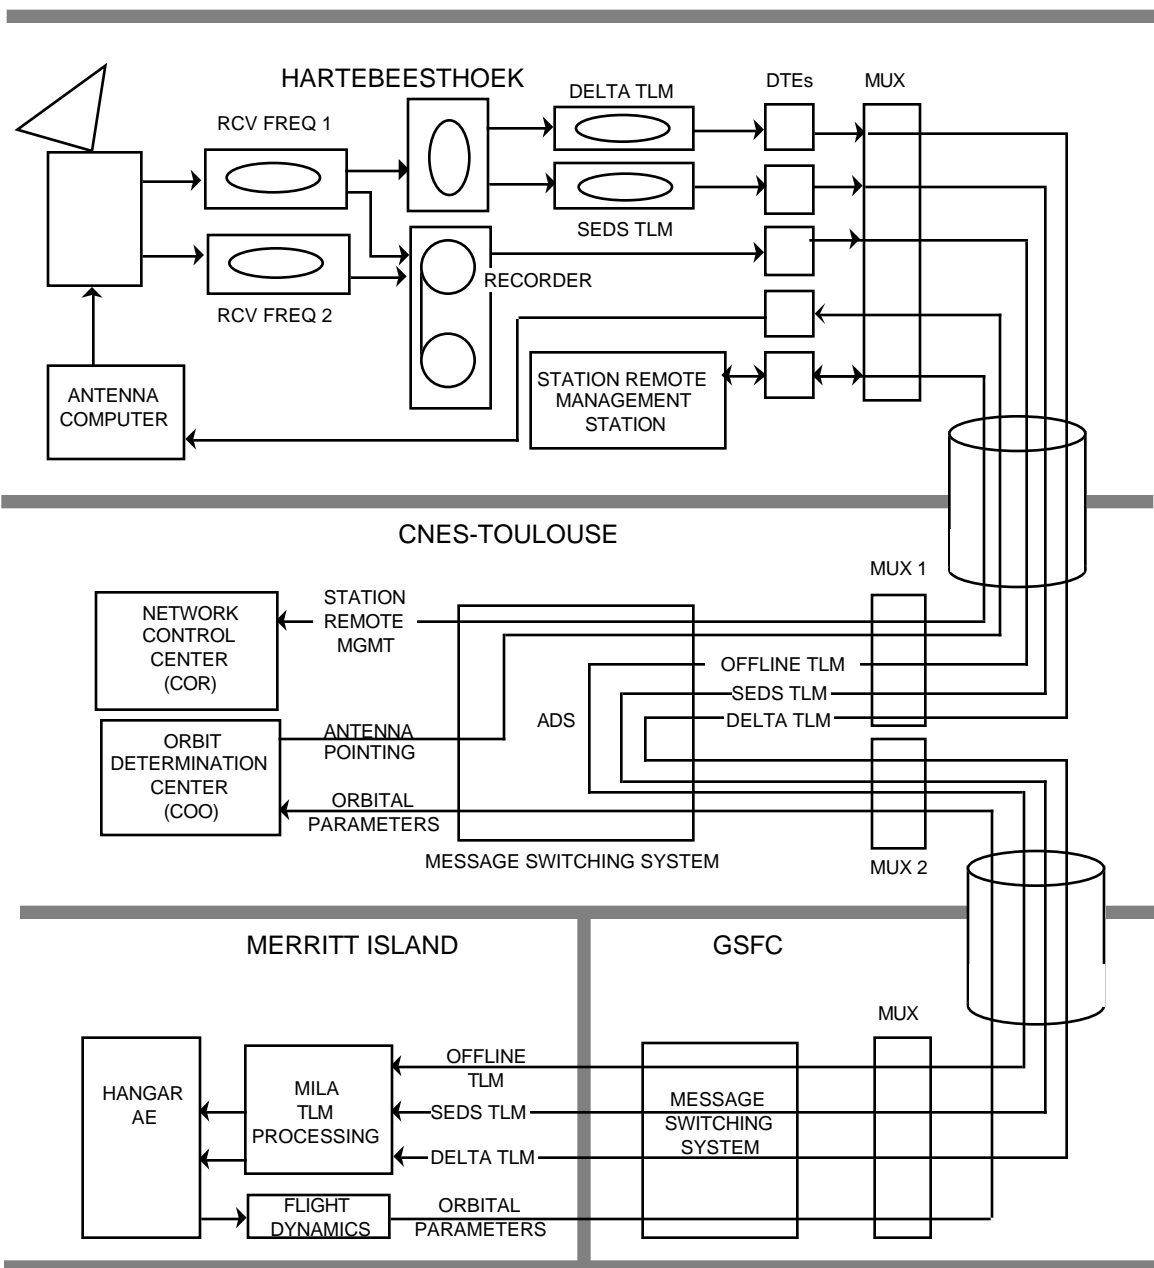 HARTEBEESTHOEK
DTEs
MUX
DELTA TLM
RCV FREQ 1
SEDS TLM
RECORDER
RCV FREQ 2
ANTENNA
COMPUTER
STATION REMOTE
MANAGEMENT
STATION
CNES-TOULOUSE
MUX 1
NETWORK
CONTROL
CENTER
(COR)
STATION
REMOTE
MGMT
OFFLINE TLM
SEDS TLM
DELTA TLM
ADS
ORBIT
DETERMINATION
CENTER
(COO)
ANTENNA
POINTING
ORBITAL
PARAMETERS
MESSAGE SWITCHING SYSTEM
MUX 2
MERRITT ISLAND
GSFC
MUX
HANGAR
AE
MILA
TLM
PROCESSING
OFFLINE
TLM
SEDS TLM
DELTA TLM
MESSAGE
SWITCHING
SYSTEM
FLIGHT
DYNAMICS
ORBITAL
PARAMETERS